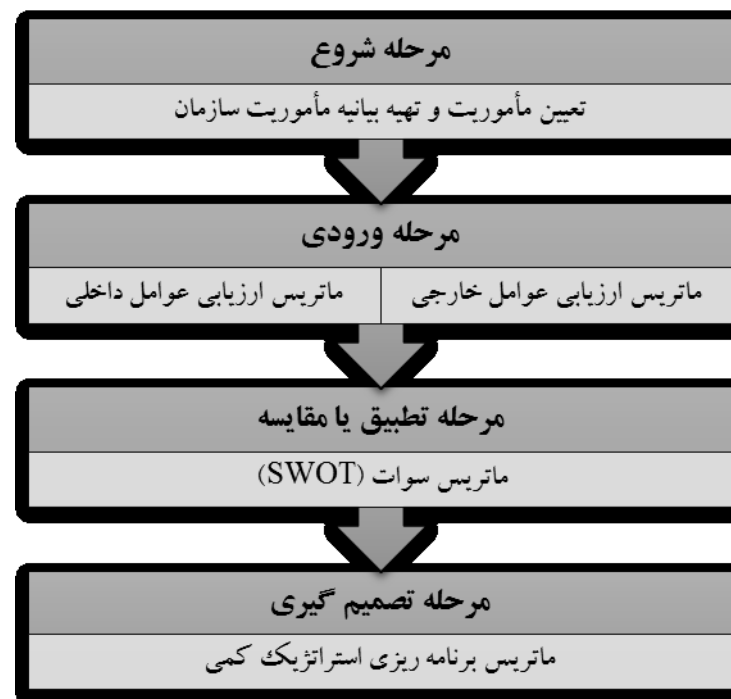 مرحله شروع
تعیین مأموریت و تهیه بیانیه مأموریت سازمان
مرحله ورودی
ماتریس ارزیابی عوامل خارجی
ماتریس ارزیابی عوامل داخلی
مرحله تطبیق یا مقایسه
ماتریس سوات (SWOT)
مرحله تصمیم گیری
ماتریس برنامه ریزی استراتژیک کمی